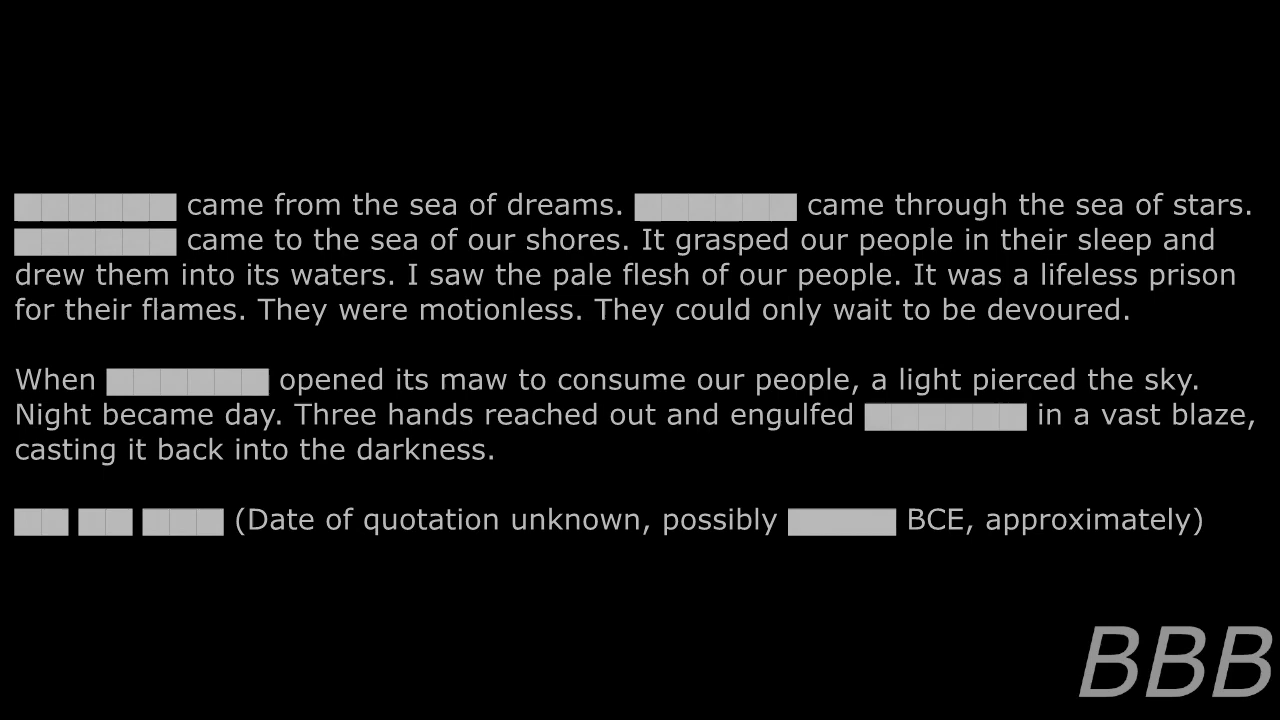 ██████ came from the sea of dreams. ██████ came through the sea of stars.
██████ came to the sea of our shores. It grasped our people in their sleep and
drew them into its waters. I saw the pale flesh of our people. It was a lifeless prison
for their flames. They were motionless. They could only wait to be devoured.
When ██████ opened its maw to consume our people, a light pierced the sky.
Night became day. Three hands reached out and engulfed ██████ in a vast blaze,
casting it back into the darkness.
██ ██ ███ (Date of quotation unknown, possibly ████ BCE, approximately)
BBB